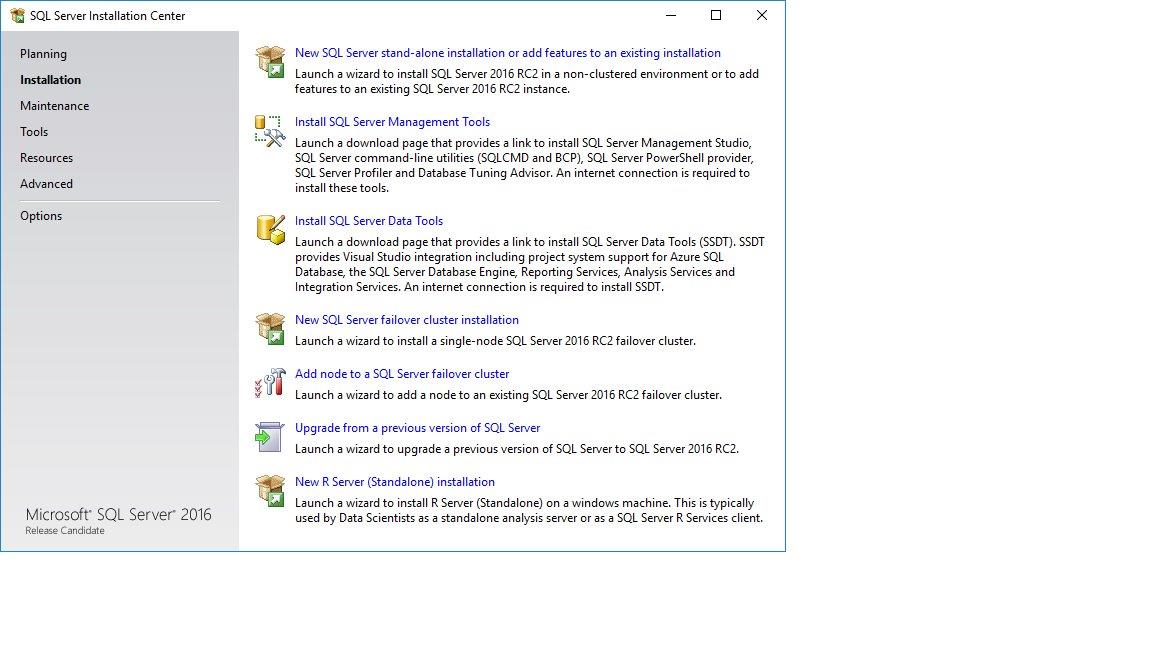 SQL Server Installation Center
Planning
Installation
Maintenance
Tools
Resources
Advanced
Options
Microsoft® SQL Server® 2016
Release Candidate
New SQL Server stand-alone installation or add features to an existing installation
Launch a wizard to install SQL Server 2016 RC2 in a non-clustered environment or to add
features to an existing SQL Server 2016 RC2 instance.
Install SQL Server Management Tools
Launch a download page that provides a link to install SQL Server Management Studio,
SQL Server command-line utilities (SQLCMD and BCP), SQL Server PowerShell provider,
SQL Server Profiler and Database Tuning Advisor. An internet connection is required to
install these tools.
Install SQL Server Data Tools
Launch a download page that provides a link to install SQL Server Data Tools (SSDT). SSDT
provides Visual Studio integration including project system support for Azure SQL
Database, the SQL Server Database Engine, Reporting Services, Analysis Services and
Integration Services. An internet connection is required to install SSDT.
New SQL Server failover cluster installation
Launch a wizard to install a single-node SQL Server 2016 RC2 failover cluster.
Add node to a SQL Server failover cluster
Launch a wizard to add a node to an existing SQL Server 2016 RC2 failover cluster.
Upgrade from a previous version of SQL Server
Launch a wizard to upgrade a previous version of SQL Server to SQL Server 2016 RC2.
New R Server (Standalone) installation
Launch a wizard to install R Server (Standalone) on a windows machine. This is typically
used by Data Scientists as a standalone analysis server or as a SQL Server R Services client.